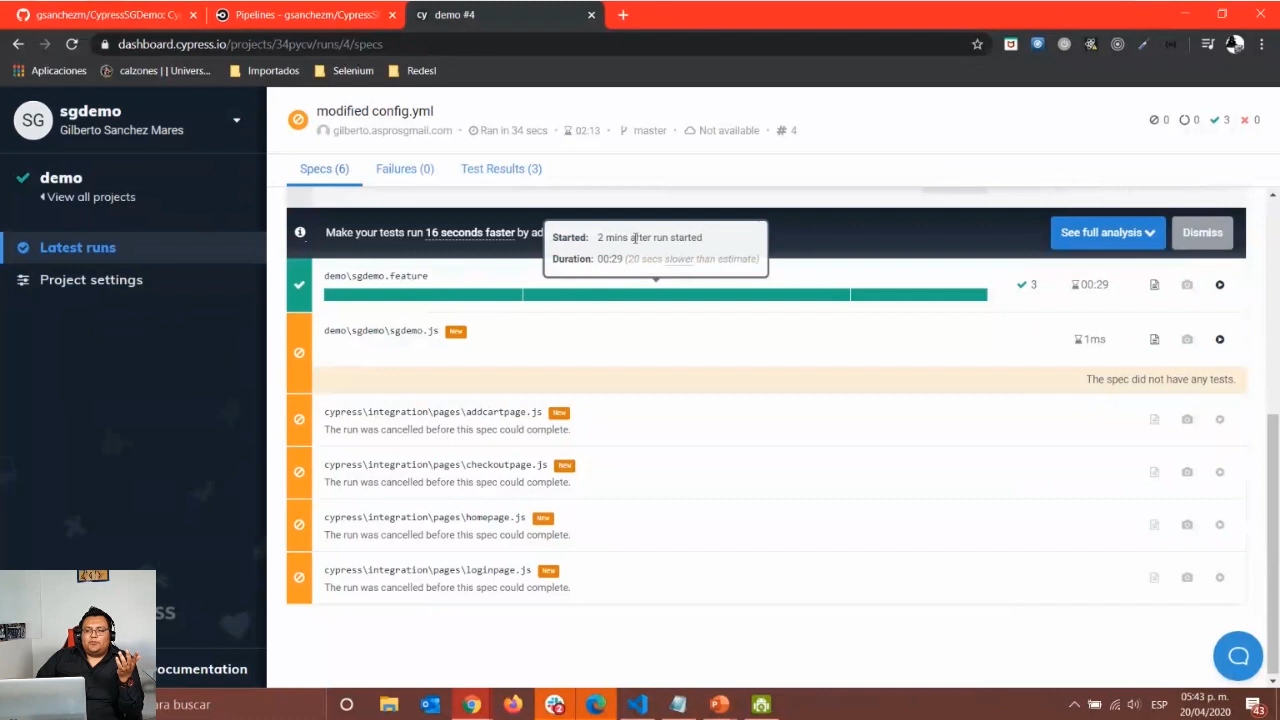 gsanchezm/CypressSGDemo: Cy
Pipelines - gsanchezm/CypressS
cy demo #4
dashboard.cypress.io/projects/34pycv/runs/4/specs
Aplicaciones
calzones || Univers...
Importados
Selenium
Redes!
SG
sgdemo
Gilberto Sanchez Mares
demo
View all projects
Latest runs
Project settings
ocumentation
modified config.yml
gilberto.asprosgmail.com • Ran in 34 secs • 02:13 • master • Not available • # 4
0 0 3 0
Specs (6)
Failures (0)
Test Results (3)
Make your tests run 16 seconds faster by ad
See full analysis
Dismiss
Started: 2 mins after run started
Duration: 00:29 (20 secs slower than estimate)
demo\sgdemo.feature
3
00:29
demo\sgdemo\sgdemo.js New
1ms
The spec did not have any tests.
cypress\integration\pages\addcartpage.js New
The run was cancelled before this spec could complete.
cypress\integration\pages\checkoutpage.js New
The run was cancelled before this spec could complete.
cypress\integration\pages\homepage.js New
The run was cancelled before this spec could complete.
cypress\integration\pages\loginpage.js New
The run was cancelled before this spec could complete.
ara buscar
ESP
05:43 p. m.
20/04/2020
43